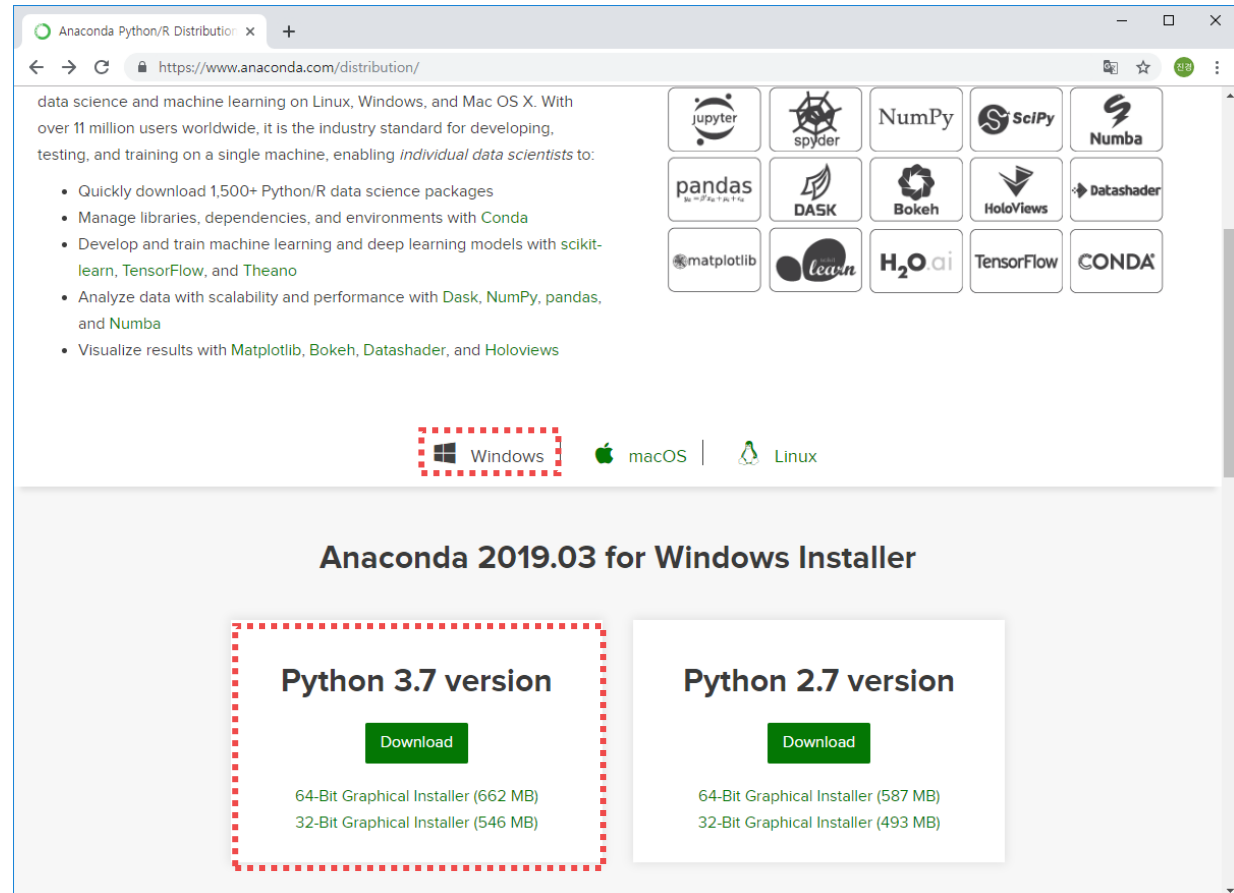 Anaconda Python/R Distribution
https://www.anaconda.com/distribution/
진경
data science and machine learning on Linux, Windows, and Mac OS X. With
over 11 million users worldwide, it is the industry standard for developing,
testing, and training on a single machine, enabling individual data scientists to:
• Quickly download 1,500+ Python/R data science packages
• Manage libraries, dependencies, and environments with Conda
• Develop and train machine learning and deep learning models with scikit-
learn, TensorFlow, and Theano
• Analyze data with scalability and performance with Dask, NumPy, pandas,
and Numba
• Visualize results with Matplotlib, Bokeh, Datashader, and Holoviews
jupyter
spyder
NumPy
SciPy
Numba
pandas
DASK
Bokeh
HoloViews
Datashader
matplotlib
scikit
learn
H2O.ai
TensorFlow
CONDA
Windows
macOS
Linux
Anaconda 2019.03 for Windows Installer
Python 3.7 version
Download
64-Bit Graphical Installer (662 MB)
32-Bit Graphical Installer (546 MB)
Python 2.7 version
Download
64-Bit Graphical Installer (587 MB)
32-Bit Graphical Installer (493 MB)